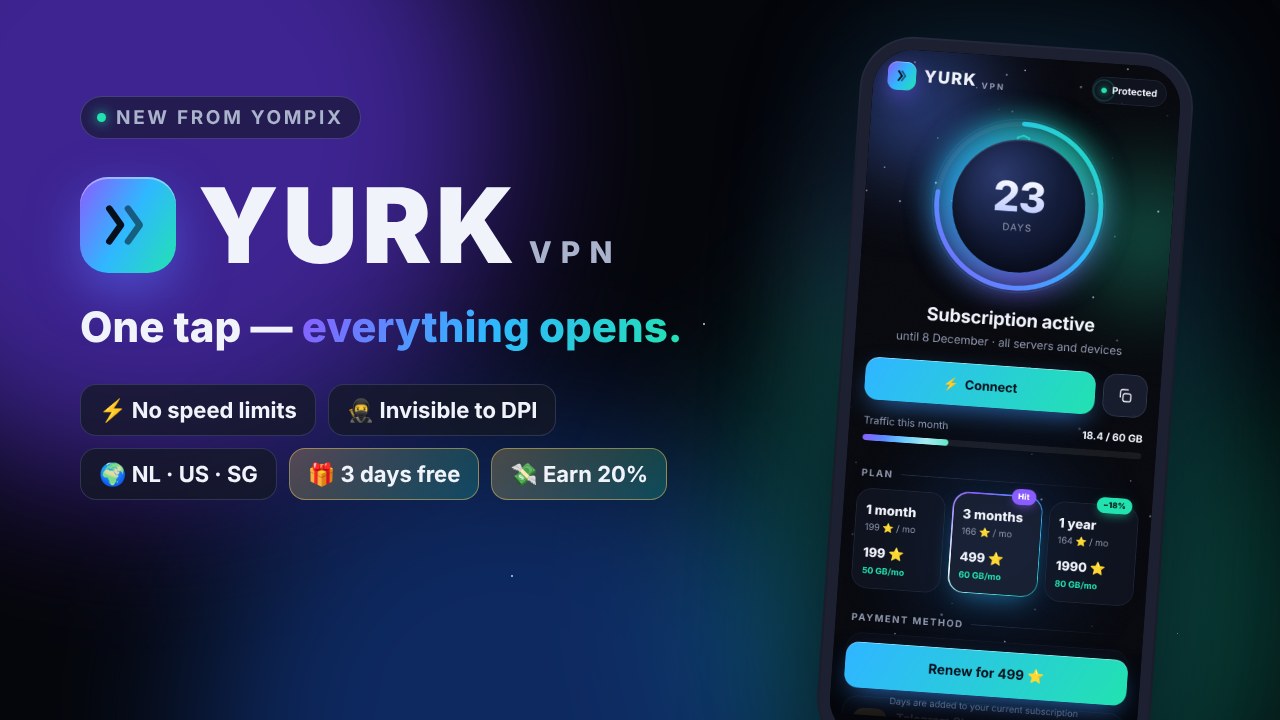 NEW FROM YOMPIX
YURK VPN
One tap — everything opens.
⚡ No speed limits
🥷 Invisible to DPI
🌍 NL · US · SG
🎁 3 days free
💸 Earn 20%
YURK VPN
Protected
23
DAYS
Subscription active
until 8 December · all servers and devices
⚡ Connect
Traffic this month
18.4 / 60 GB
PLAN
1 month
199 ⭐ / mo
199 ⭐
50 GB/mo
Hit
3 months
166 ⭐ / mo
499 ⭐
60 GB/mo
−18%
1 year
164 ⭐ / mo
1990 ⭐
80 GB/mo
PAYMENT METHOD
Renew for 499 ⭐
Days are added to your current subscription